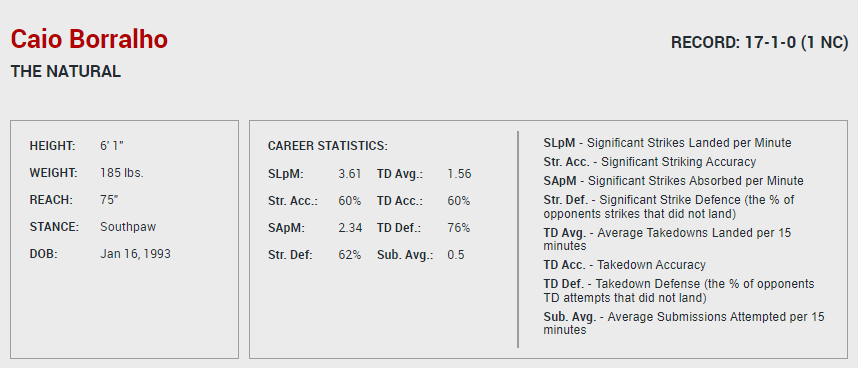 Caio Borralho
RECORD: 17-1-0 (1 NC)
THE NATURAL
HEIGHT: 6' 1"
WEIGHT: 185 lbs.
REACH: 75"
STANCE: Southpaw
DOB: Jan 16, 1993
CAREER STATISTICS:
SLpM: 3.61 TD Avg.: 1.56
Str. Acc.: 60% TD Acc.: 60%
SApM: 2.34 TD Def.: 76%
Str. Def: 62% Sub. Avg.: 0.5
SLpM - Significant Strikes Landed per Minute
Str. Acc. - Significant Striking Accuracy
SApM - Significant Strikes Absorbed per Minute
Str. Def. - Significant Strike Defence (the % of
opponents strikes that did not land)
TD Avg. - Average Takedowns Landed per 15
minutes
TD Acc. - Takedown Accuracy
TD Def. - Takedown Defense (the % of opponents
TD attempts that did not land)
Sub. Avg. - Average Submissions Attempted per 15
minutes